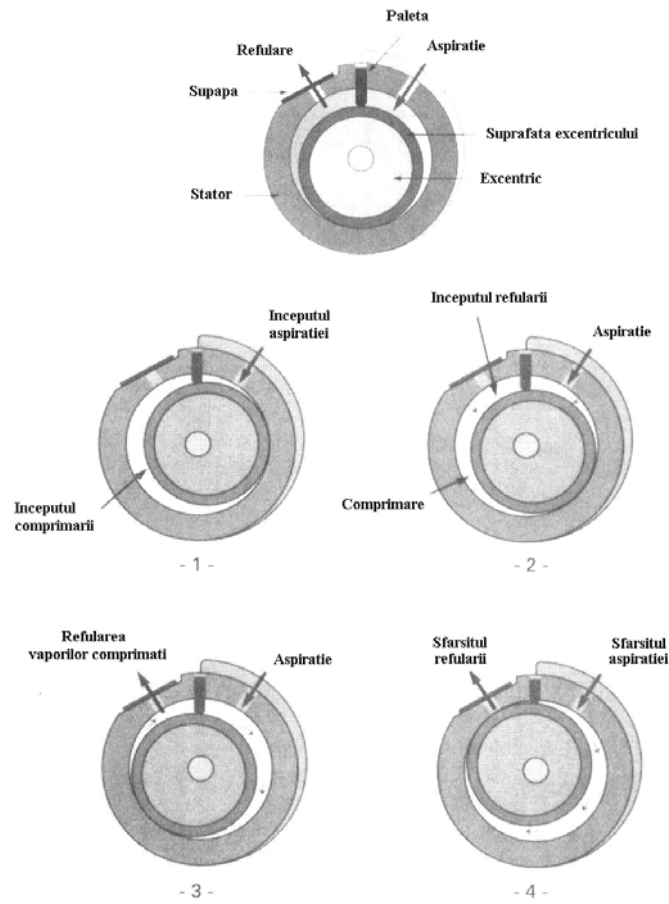 Paleta
Refulare
Aspiratie
Supapa
Suprafata excentricului
Excentric
Stator
Inceputul refularii
Inceputul
aspiratiei
Aspiratie
Inceputul
comprimarii
Comprimare
- 1 -
- 2 -
Refularea
vaporilor comprimati
Aspiratie
Sfarsitul
refularii
Sfarsitul
aspiratiei
- 3 -
- 4 -